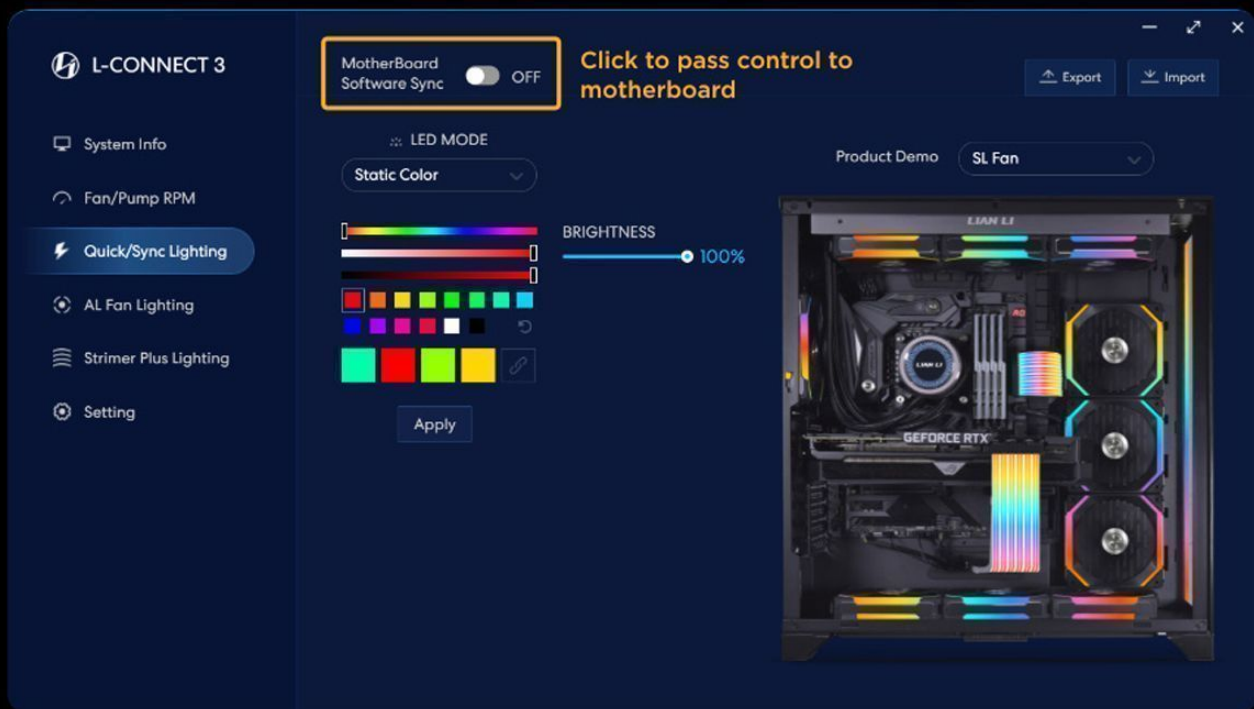 L-CONNECT 3
System Info
Fan/Pump RPM
Quick/Sync Lighting
AL Fan Lighting
Strimer Plus Lighting
Setting
MotherBoard
Software Sync
OFF
Click to pass control to
motherboard
Export
Import
LED MODE
Static Color
BRIGHTNESS
100%
Apply
Product Demo
SL Fan
LIAN LI
LIAN LI
GEFORCE RTX